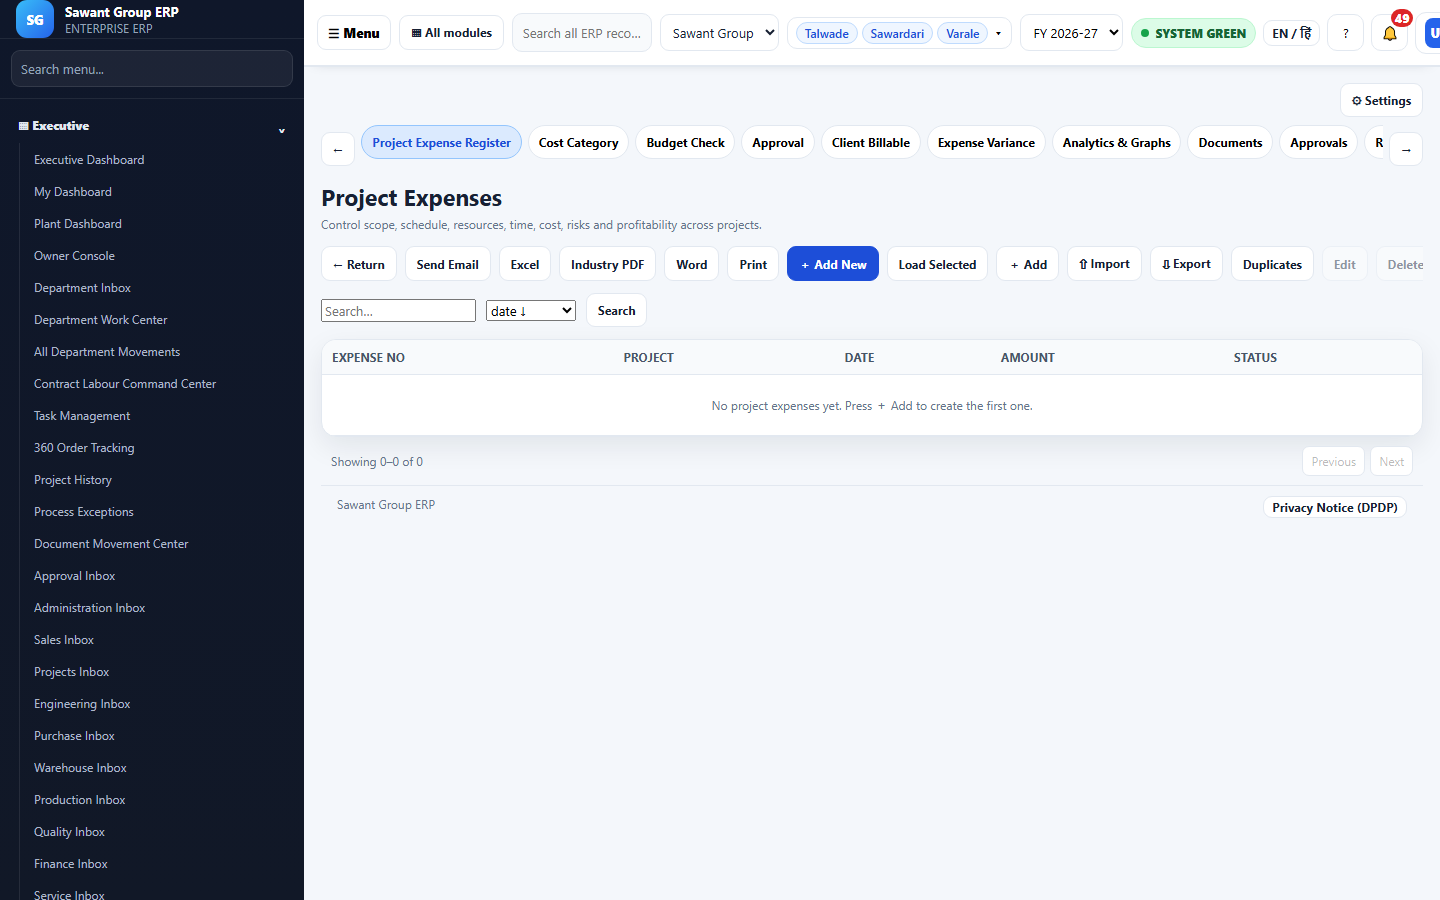 SG
Sawant Group ERP
ENTERPRISE ERP
Search menu...
Executive
Executive Dashboard
My Dashboard
Plant Dashboard
Owner Console
Department Inbox
Department Work Center
All Department Movements
Contract Labour Command Center
Task Management
360 Order Tracking
Project History
Process Exceptions
Document Movement Center
Approval Inbox
Administration Inbox
Sales Inbox
Projects Inbox
Engineering Inbox
Purchase Inbox
Warehouse Inbox
Production Inbox
Quality Inbox
Finance Inbox
Service Inbox
☰ Menu
All modules
Search all ERP reco...
Sawant Group
Talwade Sawardari Varale
FY 2026-27
SYSTEM GREEN
EN / हिं
?
49
U
⚙ Settings
←
Project Expense Register
Cost Category
Budget Check
Approval
Client Billable
Expense Variance
Analytics & Graphs
Documents
Approvals
R
→
Project Expenses
Control scope, schedule, resources, time, cost, risks and profitability across projects.
← Return
Send Email
Excel
Industry PDF
Word
Print
+ Add New
Load Selected
+ Add
⇧ Import
⇩ Export
Duplicates
Edit
Delete
Search...
date ↓
Search
EXPENSE NO PROJECT DATE AMOUNT STATUS
No project expenses yet. Press + Add to create the first one.
Showing 0–0 of 0
Previous
Next
Sawant Group ERP
Privacy Notice (DPDP)